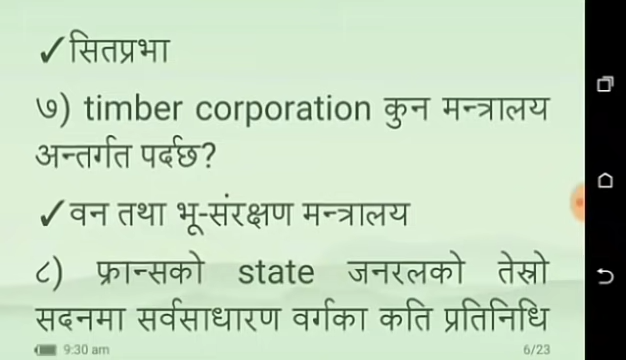 ✓सितप्रभा
७) timber corporation कुन मन्त्रालय
अन्तर्गत पर्दछ?
✓वन तथा भू-संरक्षण मन्त्रालय
८) फ्रान्सको state जनरलको तेस्रो
सदनमा सर्वसाधारण वर्गका कति प्रतिनिधि
9:30 am 6/23